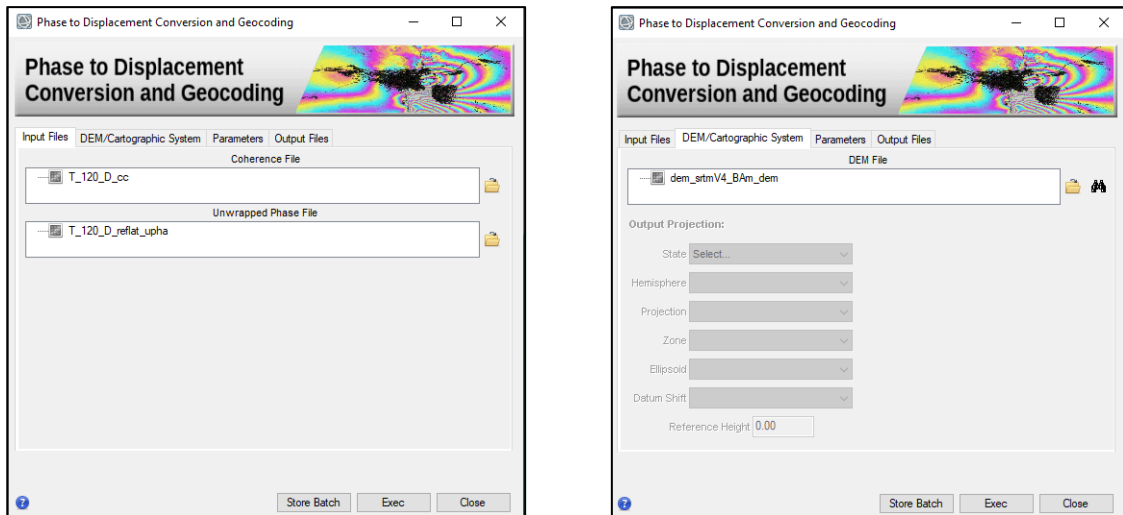 Phase to Displacement Conversion and Geocoding
Phase to Displacement
Conversion and Geocoding
Input Files DEM/Cartographic System Parameters Output Files
Coherence File
T_120_D_cc
Unwrapped Phase File
T_120_D_reflat_upha
Store Batch Exec Close
Phase to Displacement Conversion and Geocoding
Phase to Displacement
Conversion and Geocoding
Input Files DEM/Cartographic System Parameters Output Files
DEM File
dem_srtmV4_BAm_dem
Output Projection:
State Select...
Hemisphere
Projection
Zone
Ellipsoid
Datum Shift
Reference Height 0.00
Store Batch Exec Close